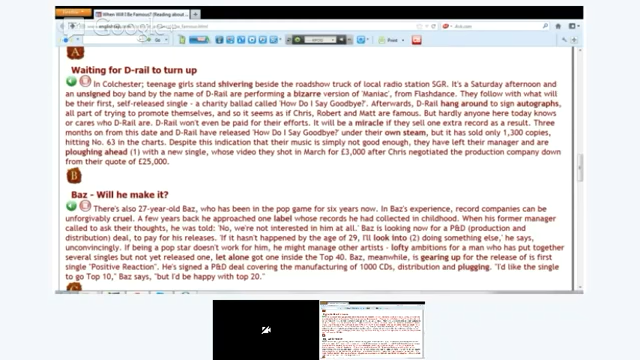 When Will I Be Famous? (Reading about
A
Waiting for D-rail to turn up
In Colchester; teenage girls stand shivering beside the roadshow truck of local radio station SGR. It's a Saturday afternoon and
an unsigned boy band by the name of D-Rail are performing a bizarre version of 'Maniac', from Flashdance. They follow with what will
be their first, self-released single - a charity ballad called 'How Do I Say Goodbye?'. Afterwards, D-Rail hang around to sign autographs,
all part of trying to promote themselves, and so it seems as if Chris, Robert and Matt are famous. But hardly anyone here today knows
or cares who D-Rail are. D-Rail won't even be paid for their efforts. It will be a miracle if they sell one extra record as a result. Three
months on from this date and D-Rail have released 'How Do I Say Goodbye?' under their own steam, but it has sold only 1,300 copies,
hitting No. 63 in the charts. Despite this indication that their music is simply not good enough, they have left their manager and are
ploughing ahead (1) with a new single, whose video they shot in March for £3,000 after Chris negotiated the production company down
from their quote of £25,000.
B
Baz - Will he make it?
There's also 27-year-old Baz, who has been in the pop game for six years now. In Baz's experience, record companies can be
unforgivably cruel. A few years back he approached one label whose records he had collected in childhood. When his former manager
called to ask their thoughts, he was told: 'No, we're not interested in him at all.' Baz is looking now for a P&D (production and
distribution) deal, to pay for his releases. 'If it hasn't happened by the age of 29, I'll look into (2) doing something else,' he says,
unconvincingly. If being a pop star doesn't work for him, he might manage other artists - lofty ambitions for a man who has put together
several singles but not yet released one, let alone got one inside the Top 40. Baz, meanwhile, is gearing up for the release of is first
single "Positive Reaction". He's signed a P&D deal covering the manufacturing of 1000 CDs, distribution and plugging. "I'd like the single
to go Top 10," Baz says, "but I'd be happy with top 20."